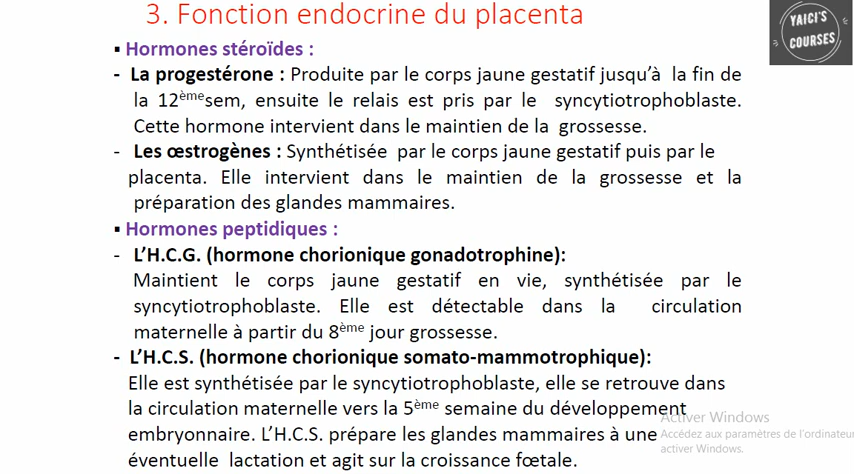 3. Fonction endocrine du placenta
YAICI'S
COURSES
▪ Hormones stéroïdes :
- La progestérone : Produite par le corps jaune gestatif jusqu'à la fin de
la 12èmesem, ensuite le relais est pris par le syncytiotrophoblaste.
Cette hormone intervient dans le maintien de la grossesse.
- Les œstrogènes : Synthétisée par le corps jaune gestatif puis par le
placenta. Elle intervient dans le maintien de la grossesse et la
préparation des glandes mammaires.
▪ Hormones peptidiques :
- L'H.C.G. (hormone chorionique gonadotrophine):
Maintient le corps jaune gestatif en vie, synthétisée par le
syncytiotrophoblaste. Elle est détectable dans la circulation
maternelle à partir du 8ème jour grossesse.
- L'H.C.S. (hormone chorionique somato-mammotrophique):
Elle est synthétisée par le syncytiotrophoblaste, elle se retrouve dans
la circulation maternelle vers la 5ème semaine du développement
embryonnaire. L'H.C.S. prépare les glandes mammaires à une
éventuelle lactation et agit sur la croissance fœtale.
Activer Windows
Accédez aux paramètres de l'ordinateur
activer Windows.